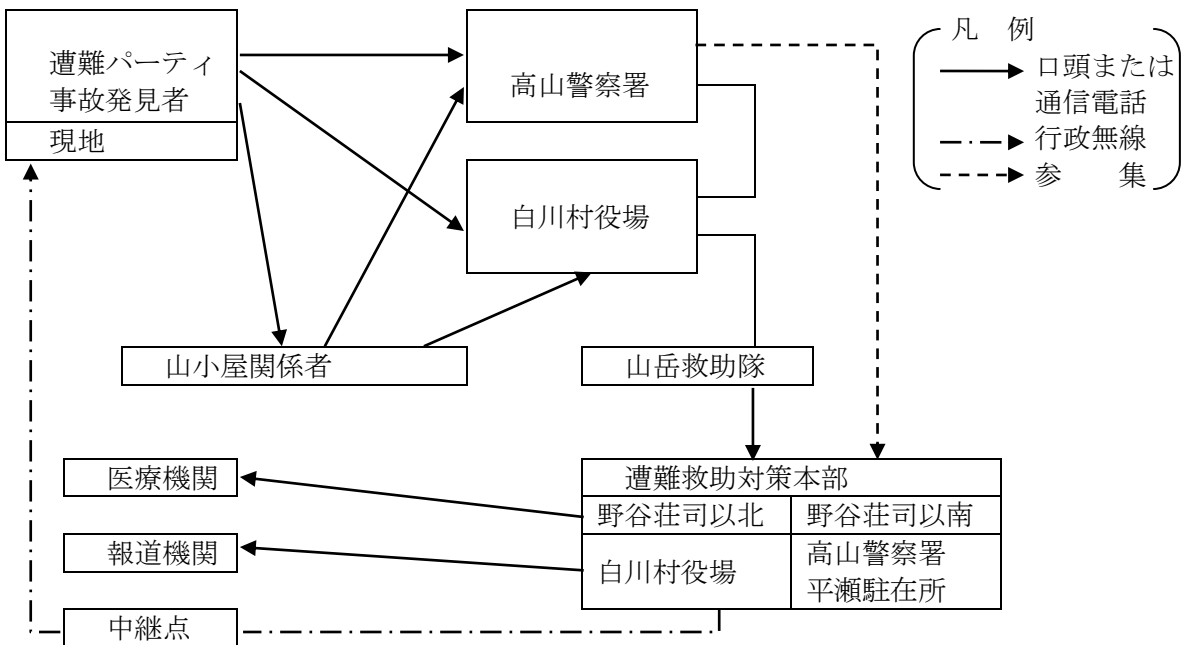 遭難パーティ
事故発見者
現地
高山警察署
白川村役場
凡　例
口頭または
通信電話
行政無線
参　　集
山小屋関係者
山岳救助隊
医療機関
報道機関
中継点
遭難救助対策本部
野谷荘司以北
野谷荘司以南
白川村役場
高山警察署
平瀬駐在所